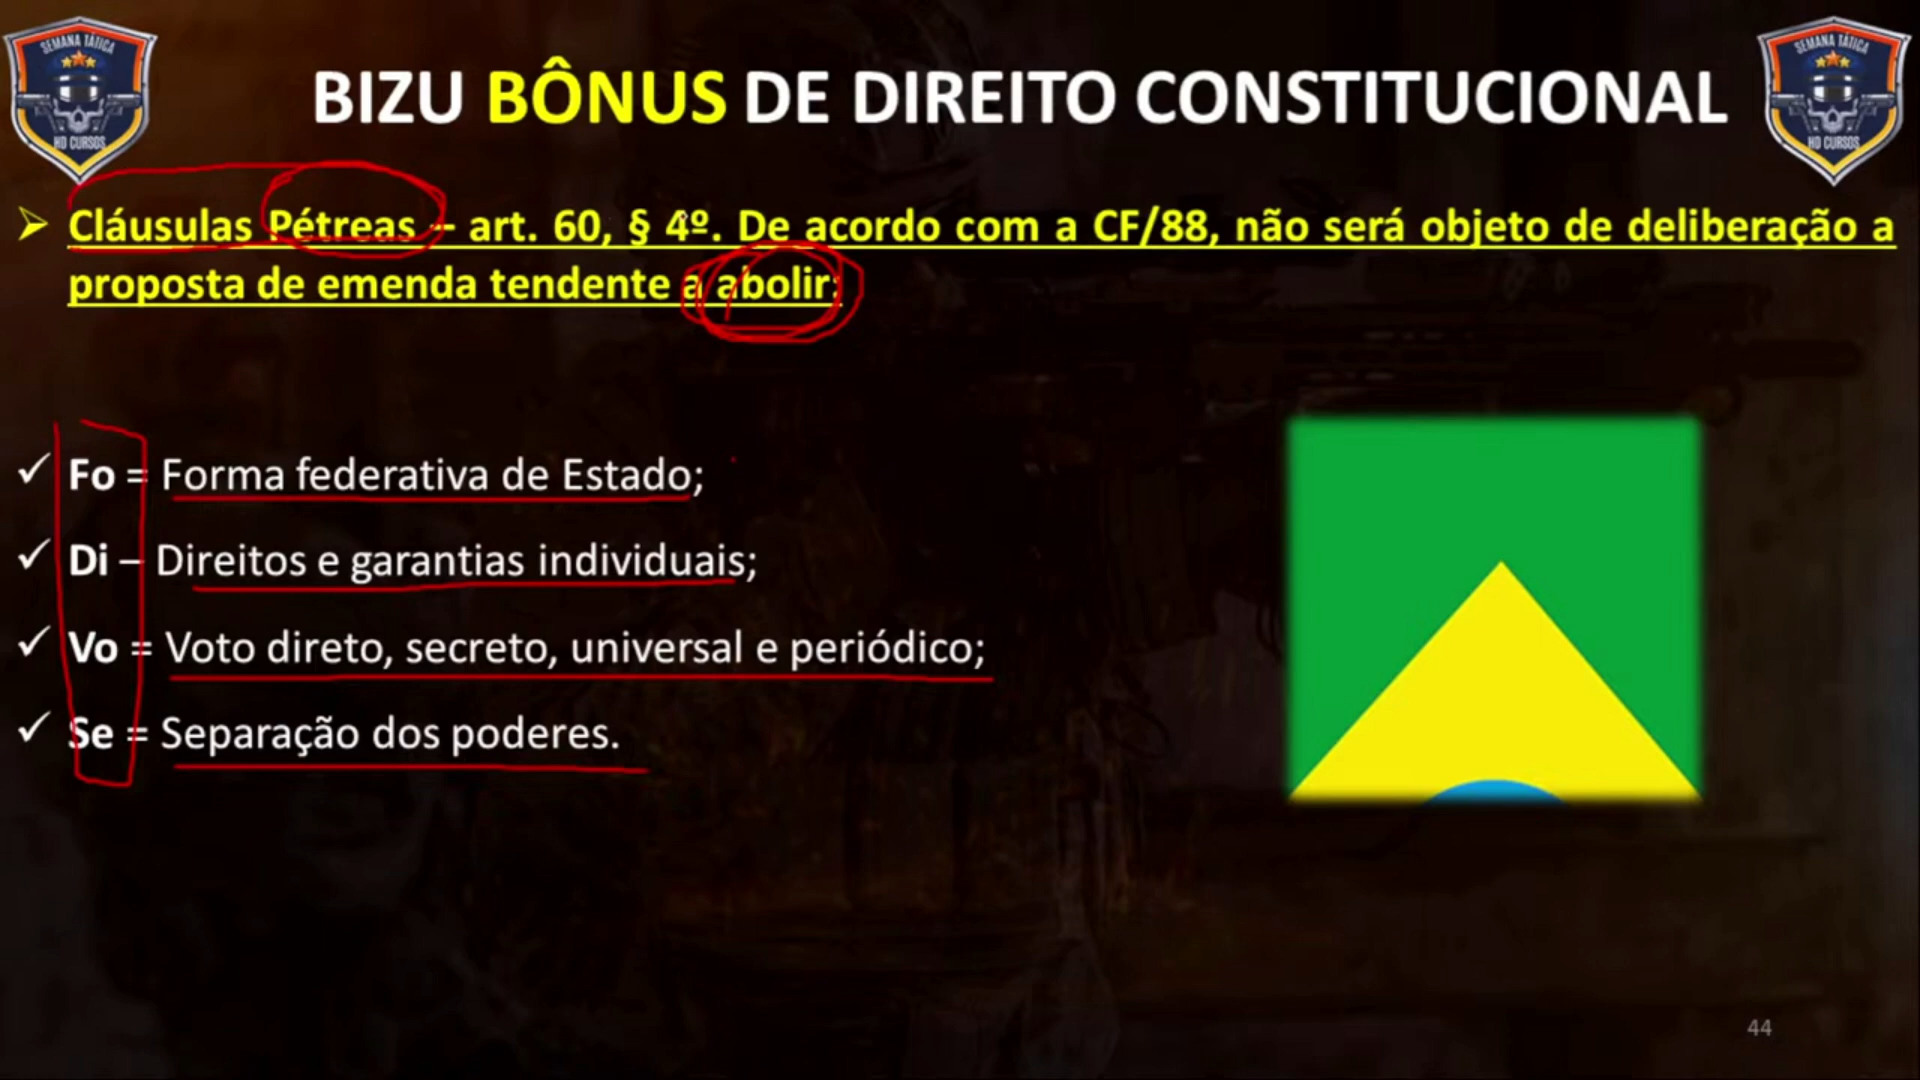 SEMANA TÁTICA
HD CURSOS
BIZU BÔNUS DE DIREITO CONSTITUCIONAL
SEMANA TÁTICA
HD CURSOS
➢ Cláusulas Pétreas – art. 60, § 4º. De acordo com a CF/88, não será objeto de deliberação a
proposta de emenda tendente a abolir:
✓ Fo = Forma federativa de Estado;
✓ Di – Direitos e garantias individuais;
✓ Vo = Voto direto, secreto, universal e periódico;
✓ Se = Separação dos poderes.
44